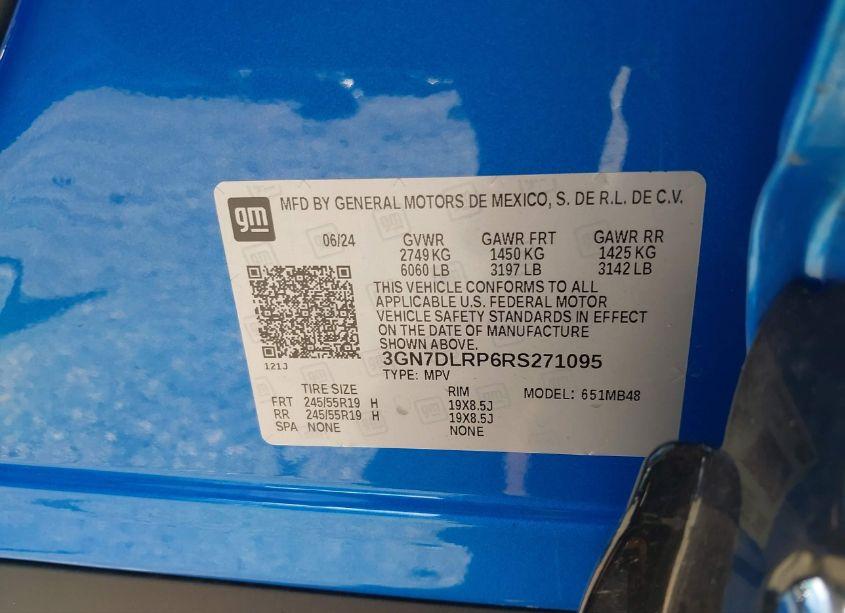 gm MFD BY GENERAL MOTORS DE MEXICO, S. DE R.L. DE C.V.
06/24 GVWR GAWR FRT GAWR RR
2749 KG 1450 KG 1425 KG
6060 LB 3197 LB 3142 LB
THIS VEHICLE CONFORMS TO ALL
APPLICABLE U.S. FEDERAL MOTOR
VEHICLE SAFETY STANDARDS IN EFFECT
ON THE DATE OF MANUFACTURE
SHOWN ABOVE.
121J
3GN7DLRP6RS271095
TYPE: MPV
TIRE SIZE RIM MODEL: 651MB48
FRT 245/55R19 H 19X8.5J
RR 245/55R19 H 19X8.5J
SPA NONE NONE